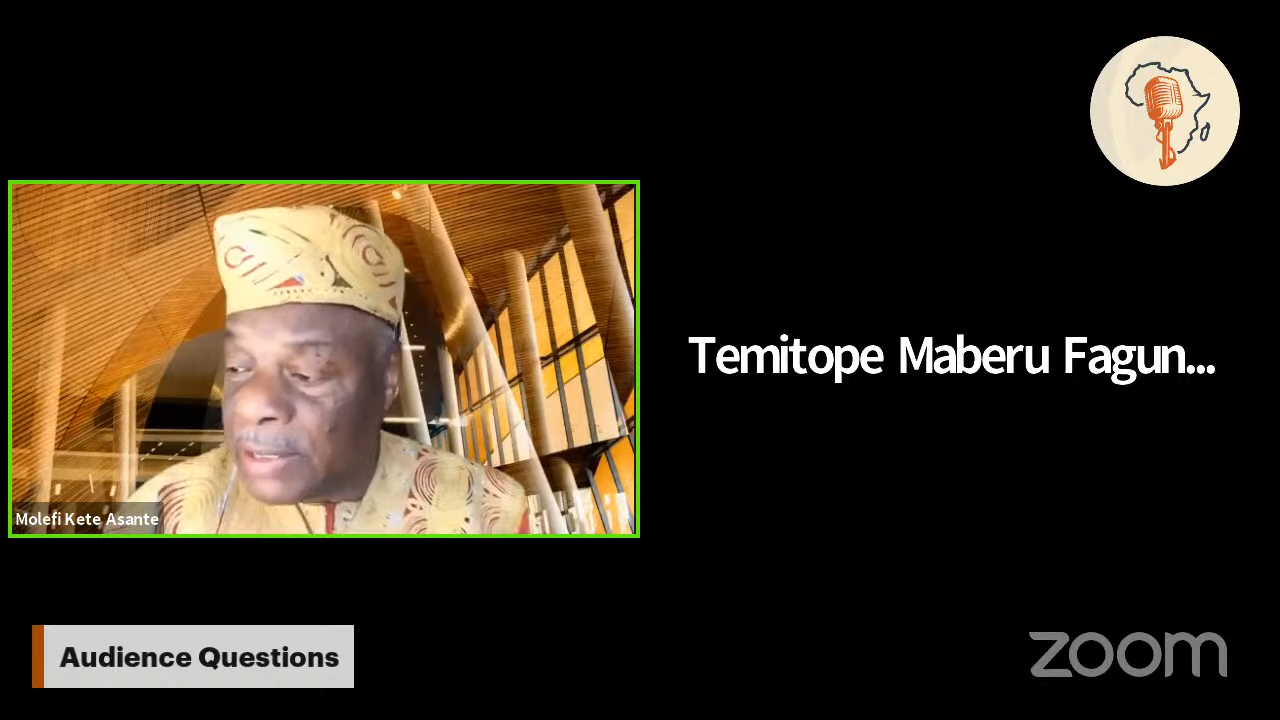 Temitope Maberu Fagun...
Molefi Kete Asante
Audience Questions
zoom